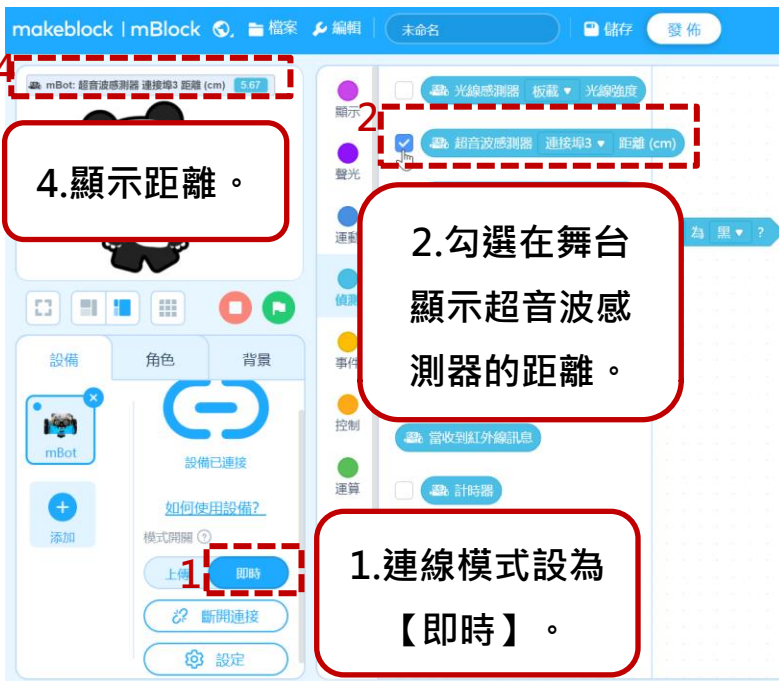 makeblock | mBlock 檔案 編輯 未命名 儲存 發佈
4
mBot: 超音波感測器 連接埠3 距離 (cm) 5.67
4.顯示距離。
顯示
聲光
運動
偵測
事件
控制
運算
光線感測器 板載 光線強度
2
超音波感測器 連接埠3 距離 (cm)
為 黑 ?
2.勾選在舞台
顯示超音波感
測器的距離。
當收到紅外線訊息
計時器
設備 角色 背景
mBot
添加
設備已連接
如何使用設備?
模式開關 ?
1
上傳 即時
斷開連接
設定
1.連線模式設為
【即時】。